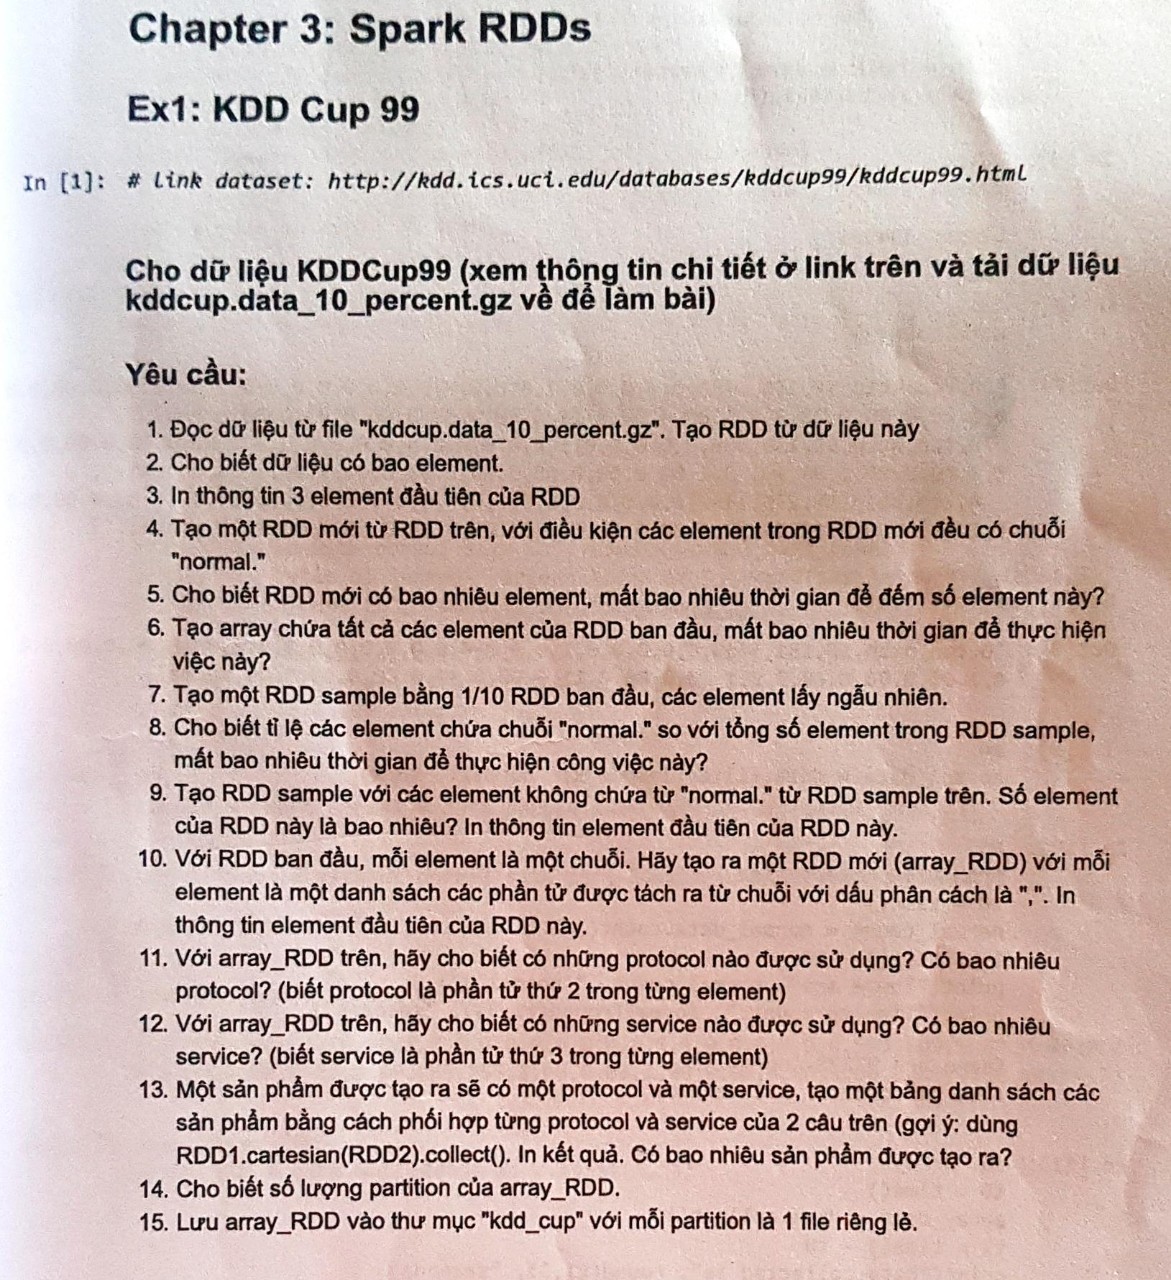 Chapter 3: Spark RDDs
Ex1: KDD Cup 99
In [1]: # Link dataset: http://kdd.ics.uci.edu/databases/kddcup99/kddcup99.html
Cho dữ liệu KDDCup99 (xem thông tin chi tiết ở link trên và tải dữ liệu
kddcup.data_10_percent.gz về để làm bài)
Yêu cầu:
1. Đọc dữ liệu từ file "kddcup.data_10_percent.gz". Tạo RDD từ dữ liệu này
2. Cho biết dữ liệu có bao element.
3. In thông tin 3 element đầu tiên của RDD
4. Tạo một RDD mới từ RDD trên, với điều kiện các element trong RDD mới đều có chuỗi
"normal."
5. Cho biết RDD mới có bao nhiêu element, mất bao nhiêu thời gian để đếm số element này?
6. Tạo array chứa tất cả các element của RDD ban đầu, mất bao nhiêu thời gian để thực hiện
việc này?
7. Tạo một RDD sample bằng 1/10 RDD ban đầu, các element lấy ngẫu nhiên.
8. Cho biết tỉ lệ các element chứa chuỗi "normal." so với tổng số element trong RDD sample,
mất bao nhiêu thời gian để thực hiện công việc này?
9. Tạo RDD sample với các element không chứa từ "normal." từ RDD sample trên. Số element
của RDD này là bao nhiêu? In thông tin element đầu tiên của RDD này.
10. Với RDD ban đầu, mỗi element là một chuỗi. Hãy tạo ra một RDD mới (array_RDD) với mỗi
element là một danh sách các phần tử được tách ra từ chuỗi với dấu phân cách là ",". In
thông tin element đầu tiên của RDD này.
11. Với array_RDD trên, hãy cho biết có những protocol nào được sử dụng? Có bao nhiêu
protocol? (biết protocol là phần tử thứ 2 trong từng element)
12. Với array_RDD trên, hãy cho biết có những service nào được sử dụng? Có bao nhiêu
service? (biết service là phần tử thứ 3 trong từng element)
13. Một sản phẩm được tạo ra sẽ có một protocol và một service, tạo một bảng danh sách các
sản phẩm bằng cách phối hợp từng protocol và service của 2 câu trên (gợi ý: dùng
RDD1.cartesian(RDD2).collect(). In kết quả. Có bao nhiêu sản phẩm được tạo ra?
14. Cho biết số lượng partition của array_RDD.
15. Lưu array_RDD vào thư mục "kdd_cup" với mỗi partition là 1 file riêng lẻ.